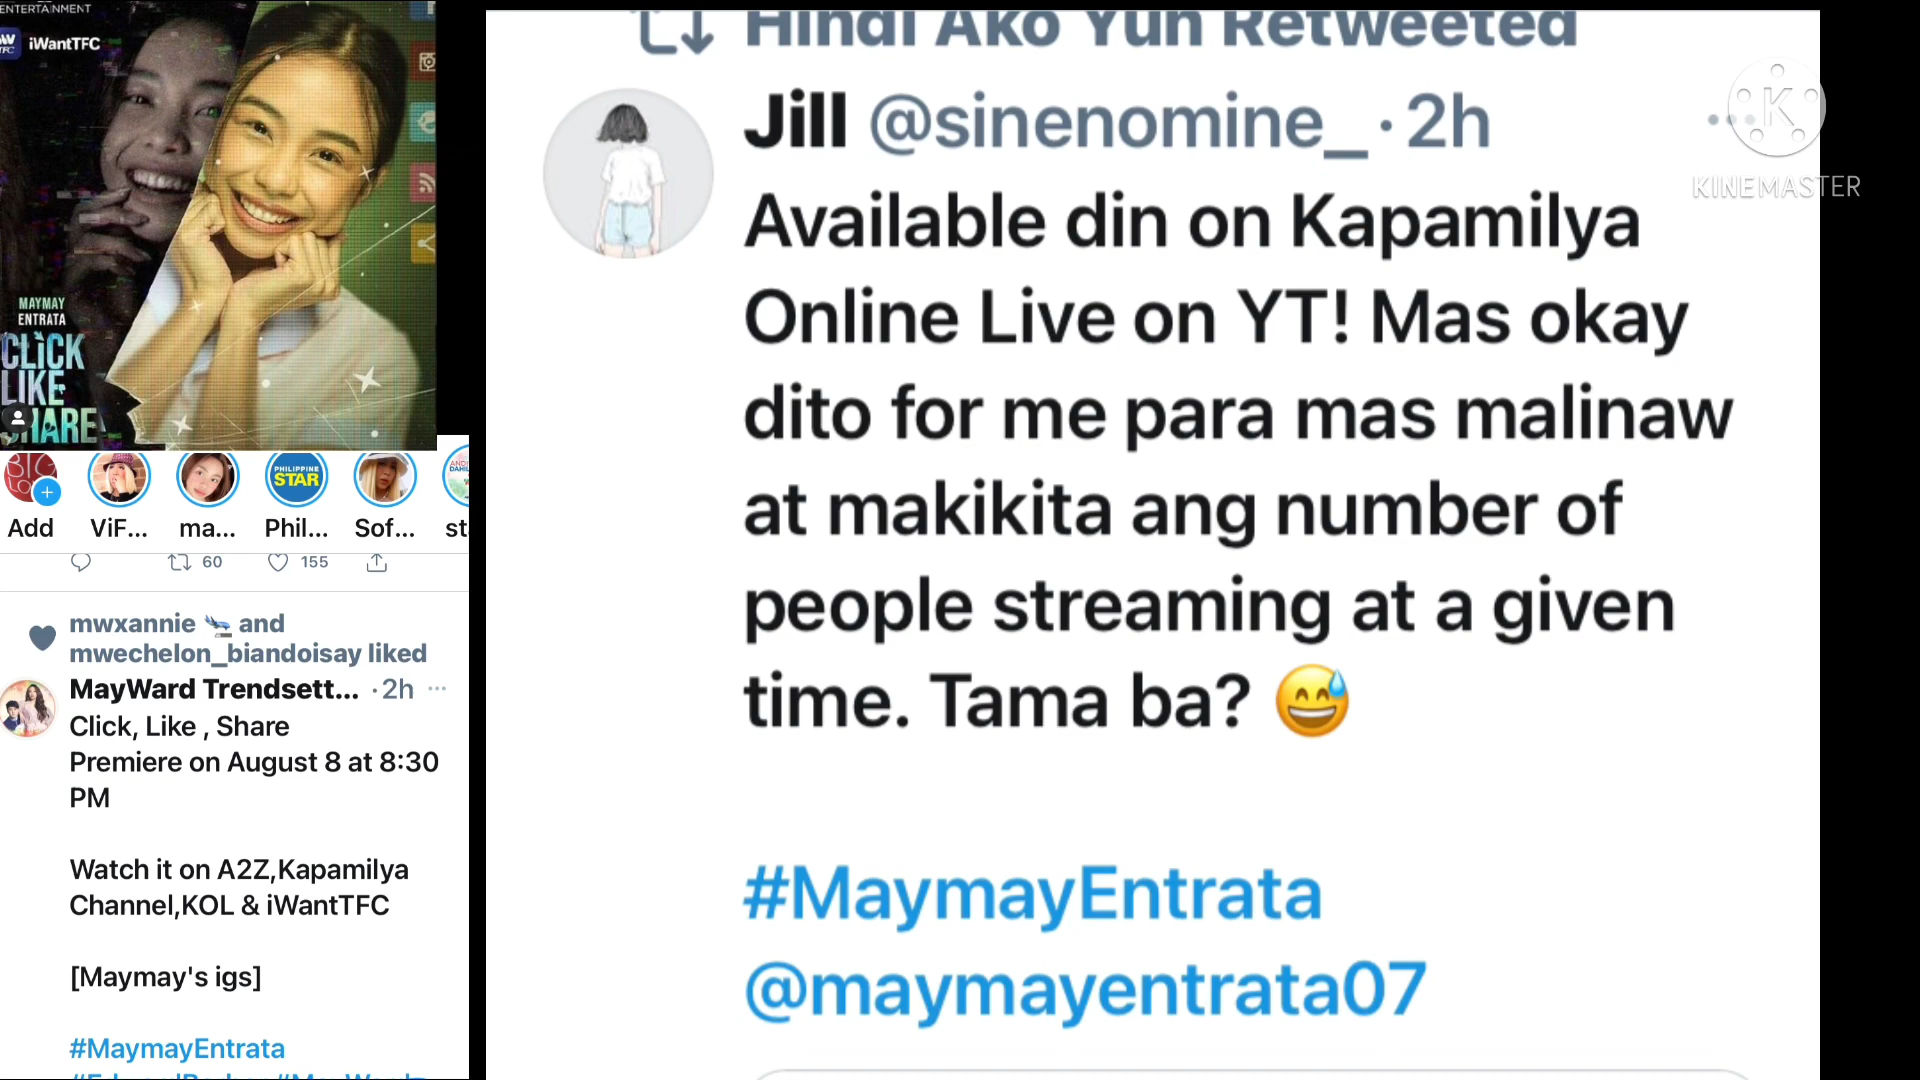 ENTERTAINMENT
iWantTFC
MAYMAY
ENTRATA
CLICK
LIKE
SHARE
PHILIPPINE
STAR
Add ViF... ma... Phil... Sof... st
60 155
mwxannie 🛬 and
mwechelon_biandoisay liked
MayWard Trendsett... · 2h ...
Click, Like , Share
Premiere on August 8 at 8:30
PM
Watch it on A2Z,Kapamilya
Channel,KOL & iWantTFC
[Maymay's igs]
#MaymayEntrata
Hindi Ako Yun Retweeted
Jill @sinenomine_ · 2h
Available din on Kapamilya
Online Live on YT! Mas okay
dito for me para mas malinaw
at makikita ang number of
people streaming at a given
time. Tama ba? 😅
#MaymayEntrata
@maymayentrata07
K
KINEMASTER